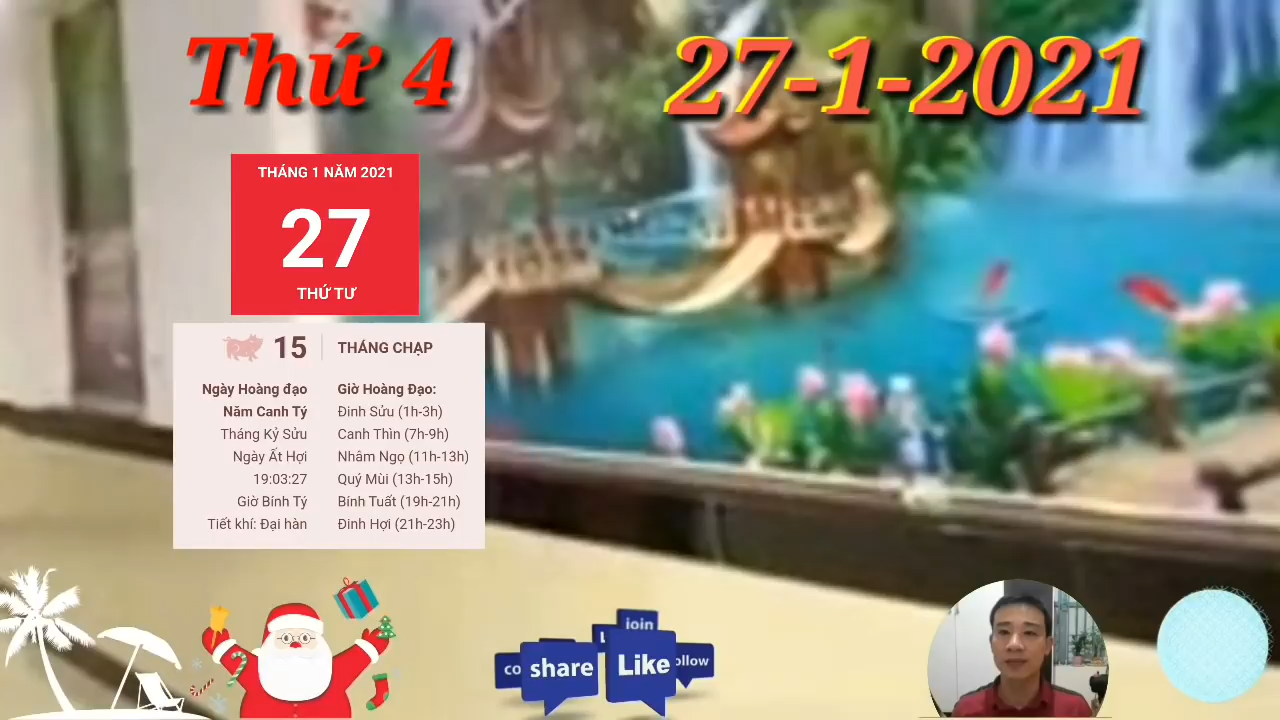 Thứ 4
27-1-2021
THÁNG 1 NĂM 2021
27
THỨ TƯ
15
THÁNG CHẠP
Ngày Hoàng đạo
Năm Canh Tý
Tháng Kỷ Sửu
Ngày Ất Hợi
19:03:27
Giờ Bính Tý
Tiết khí: Đại hàn
Giờ Hoàng Đạo:
Đinh Sửu (1h-3h)
Canh Thìn (7h-9h)
Nhâm Ngọ (11h-13h)
Quý Mùi (13h-15h)
Bính Tuất (19h-21h)
Đinh Hợi (21h-23h)
join
share
Like
ollow